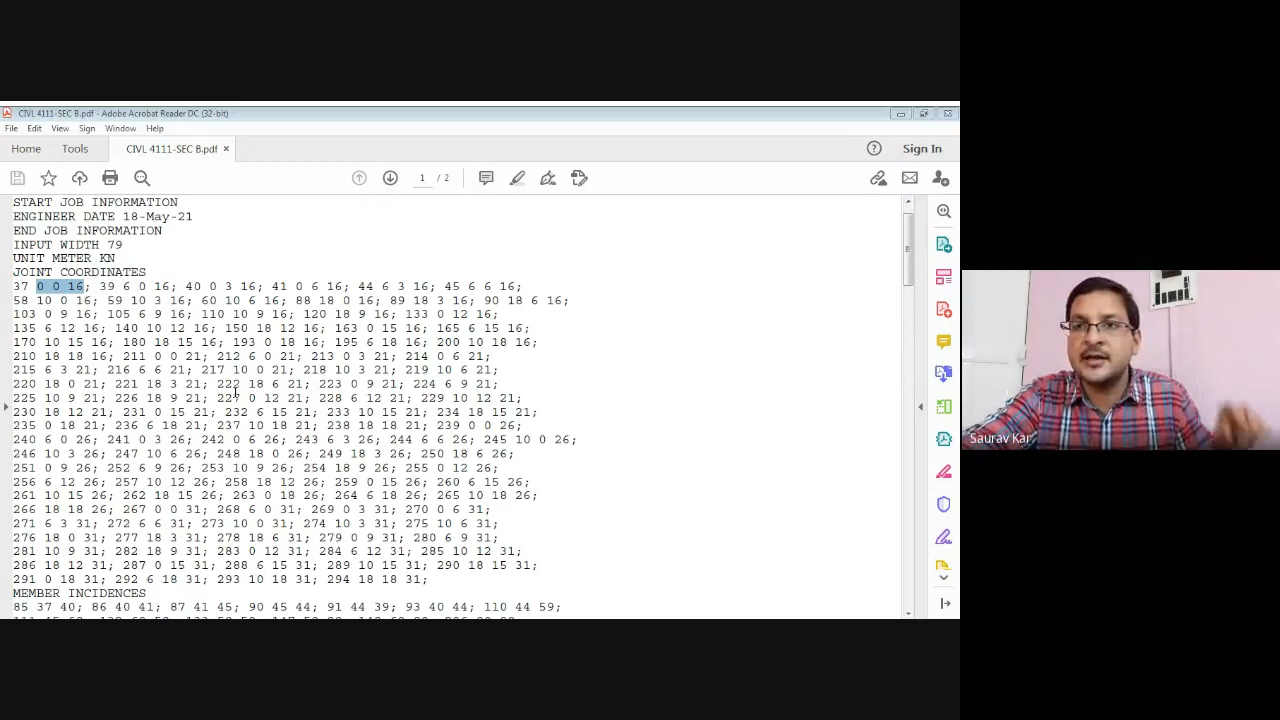 CIVL 4111-SEC B.pdf - Adobe Acrobat Reader DC (32-bit)
File Edit View Sign Window Help
Home Tools CIVL 4111-SEC B.pdf × Sign In
1 / 2
START JOB INFORMATION
ENGINEER DATE 18-May-21
END JOB INFORMATION
INPUT WIDTH 79
UNIT METER KN
JOINT COORDINATES
37 0 0 16; 39 6 0 16; 40 0 3 16; 41 0 6 16; 44 6 3 16; 45 6 6 16;
58 10 0 16; 59 10 3 16; 60 10 6 16; 88 18 0 16; 89 18 3 16; 90 18 6 16;
103 0 9 16; 105 6 9 16; 110 10 9 16; 120 18 9 16; 133 0 12 16;
135 6 12 16; 140 10 12 16; 150 18 12 16; 163 0 15 16; 165 6 15 16;
170 10 15 16; 180 18 15 16; 193 0 18 16; 195 6 18 16; 200 10 18 16;
210 18 18 16; 211 0 0 21; 212 6 0 21; 213 0 3 21; 214 0 6 21;
215 6 3 21; 216 6 6 21; 217 10 0 21; 218 10 3 21; 219 10 6 21;
220 18 0 21; 221 18 3 21; 222 18 6 21; 223 0 9 21; 224 6 9 21;
225 10 9 21; 226 18 9 21; 227 0 12 21; 228 6 12 21; 229 10 12 21;
230 18 12 21; 231 0 15 21; 232 6 15 21; 233 10 15 21; 234 18 15 21;
235 0 18 21; 236 6 18 21; 237 10 18 21; 238 18 18 21; 239 0 0 26;
240 6 0 26; 241 0 3 26; 242 0 6 26; 243 6 3 26; 244 6 6 26; 245 10 0 26;
246 10 3 26; 247 10 6 26; 248 18 0 26; 249 18 3 26; 250 18 6 26;
251 0 9 26; 252 6 9 26; 253 10 9 26; 254 18 9 26; 255 0 12 26;
256 6 12 26; 257 10 12 26; 258 18 12 26; 259 0 15 26; 260 6 15 26;
261 10 15 26; 262 18 15 26; 263 0 18 26; 264 6 18 26; 265 10 18 26;
266 18 18 26; 267 0 0 31; 268 6 0 31; 269 0 3 31; 270 0 6 31;
271 6 3 31; 272 6 6 31; 273 10 0 31; 274 10 3 31; 275 10 6 31;
276 18 0 31; 277 18 3 31; 278 18 6 31; 279 0 9 31; 280 6 9 31;
281 10 9 31; 282 18 9 31; 283 0 12 31; 284 6 12 31; 285 10 12 31;
286 18 12 31; 287 0 15 31; 288 6 15 31; 289 10 15 31; 290 18 15 31;
291 0 18 31; 292 6 18 31; 293 10 18 31; 294 18 18 31;
MEMBER INCIDENCES
85 37 40; 86 40 41; 87 41 45; 90 45 44; 91 44 39; 93 40 44; 110 44 59;
Saurav Kar